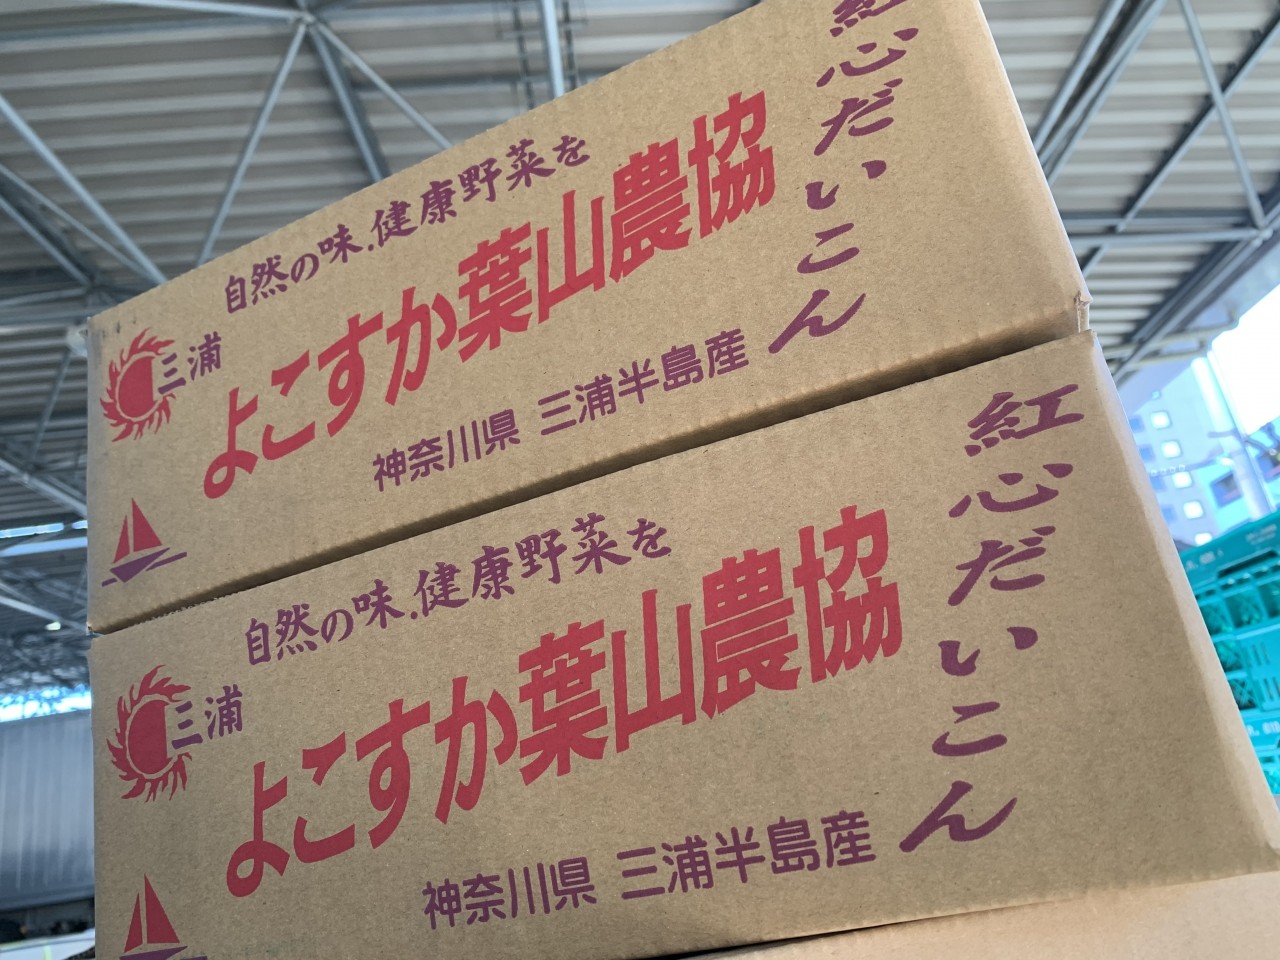 自然の味.健康野菜を
三浦
よこすか葉山農協
神奈川県 三浦半島産
紅心だいこん
自然の味.健康野菜を
三浦
よこすか葉山農協
神奈川県 三浦半島産
紅心だいこん